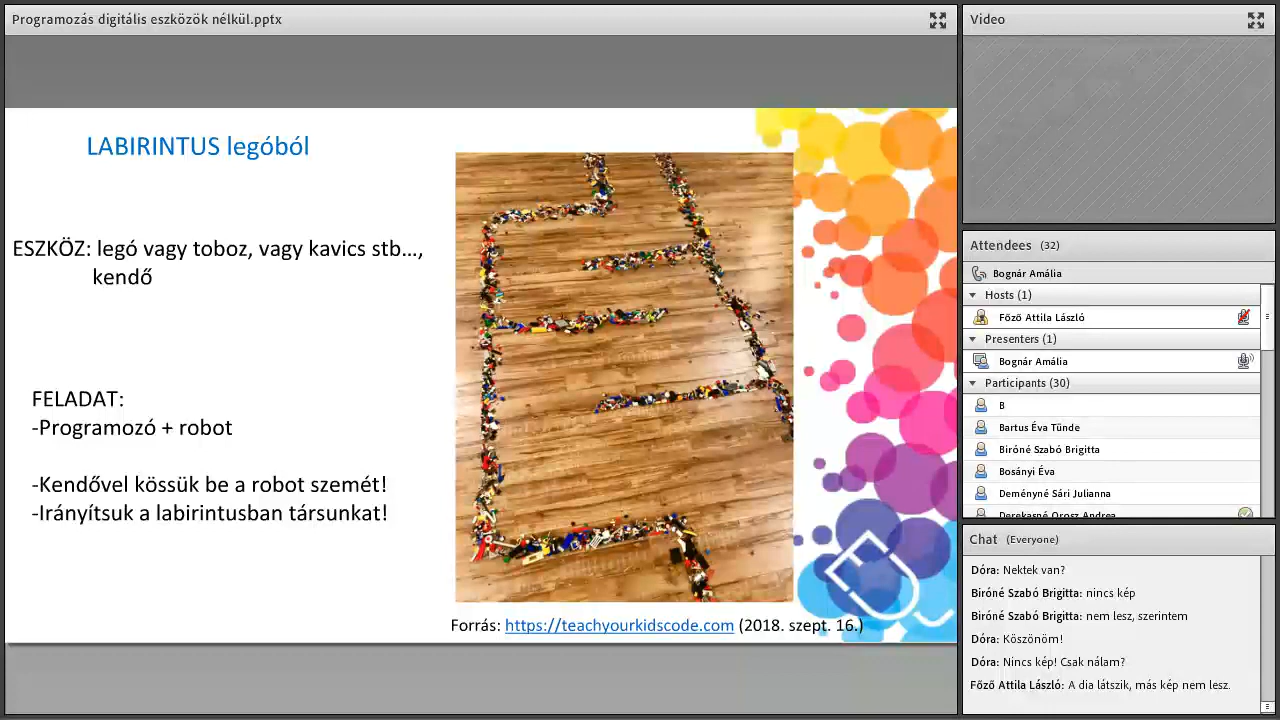 Programozás digitális eszközök nélkül.pptx
LABIRINTUS legóból
ESZKÖZ: legó vagy toboz, vagy kavics stb...,
kendő
FELADAT:
-Programozó + robot
-Kendővel kössük be a robot szemét!
-Irányítsuk a labirintusban társunkat!
Forrás: https://teachyourkidscode.com (2018. szept. 16.)
Video
Attendees (32)
Bognár Amália
Hosts (1)
Főző Attila László
Presenters (1)
Bognár Amália
Participants (30)
B
Bartus Éva Tünde
Biróné Szabó Brigitta
Bosányi Éva
Deményné Sári Julianna
Derekasné Orosz Andrea
Chat (Everyone)
Dóra: Nektek van?
Biróné Szabó Brigitta: nincs kép
Biróné Szabó Brigitta: nem lesz, szerintem
Dóra: Köszönöm!
Dóra: Nincs kép! Csak nálam?
Főző Attila László: A dia látszik, más kép nem lesz.